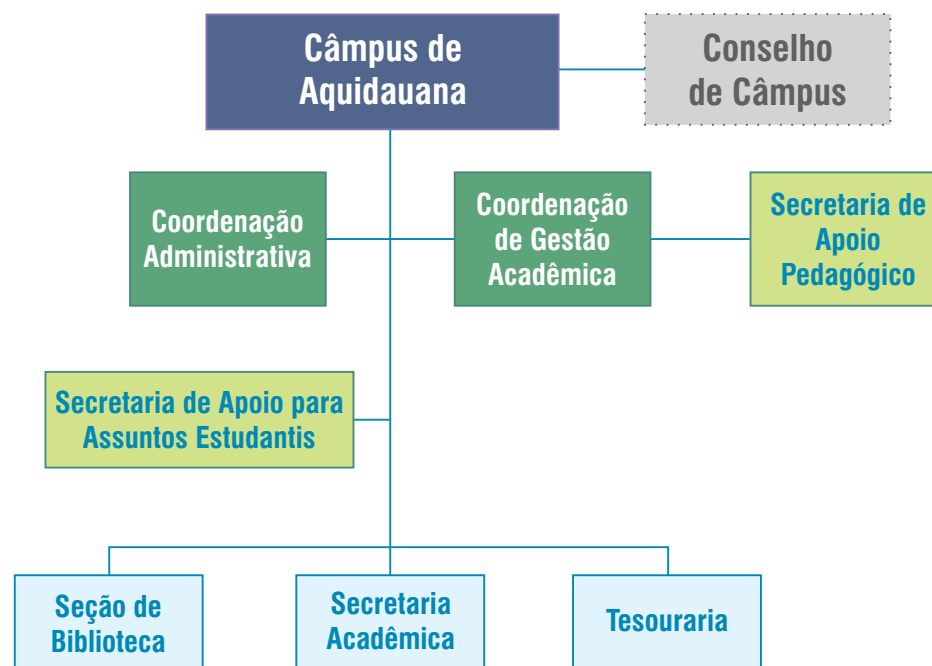 Câmpus de
Aquidauana
Conselho
de Câmpus
Coordenação
Administrativa
Coordenação
de Gestão
Acadêmica
Secretaria de
Apoio
Pedagógico
Secretaria de Apoio para
Assuntos Estudantis
Seção de
Biblioteca
Secretaria
Acadêmica
Tesouraria